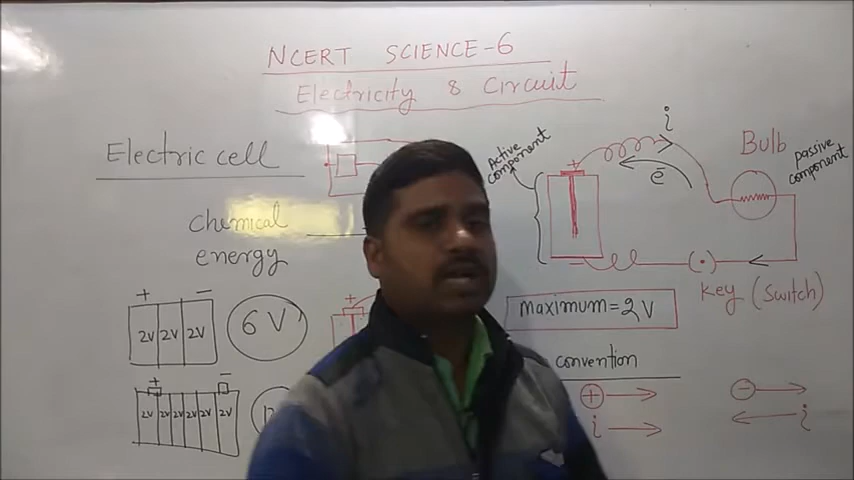 NCERT SCIENCE-6
Electricity & Circuit
Electric cell
chemical
energy
+ -
2V 2V 2V
6 V
+ -
2V 2V 2V 2V 2V 2V
+
Active
component
+
i
e̅
-
Bulb
passive
component
(•)
Key (Switch)
maximum=2V
convention
+ →
i →
- →
← i